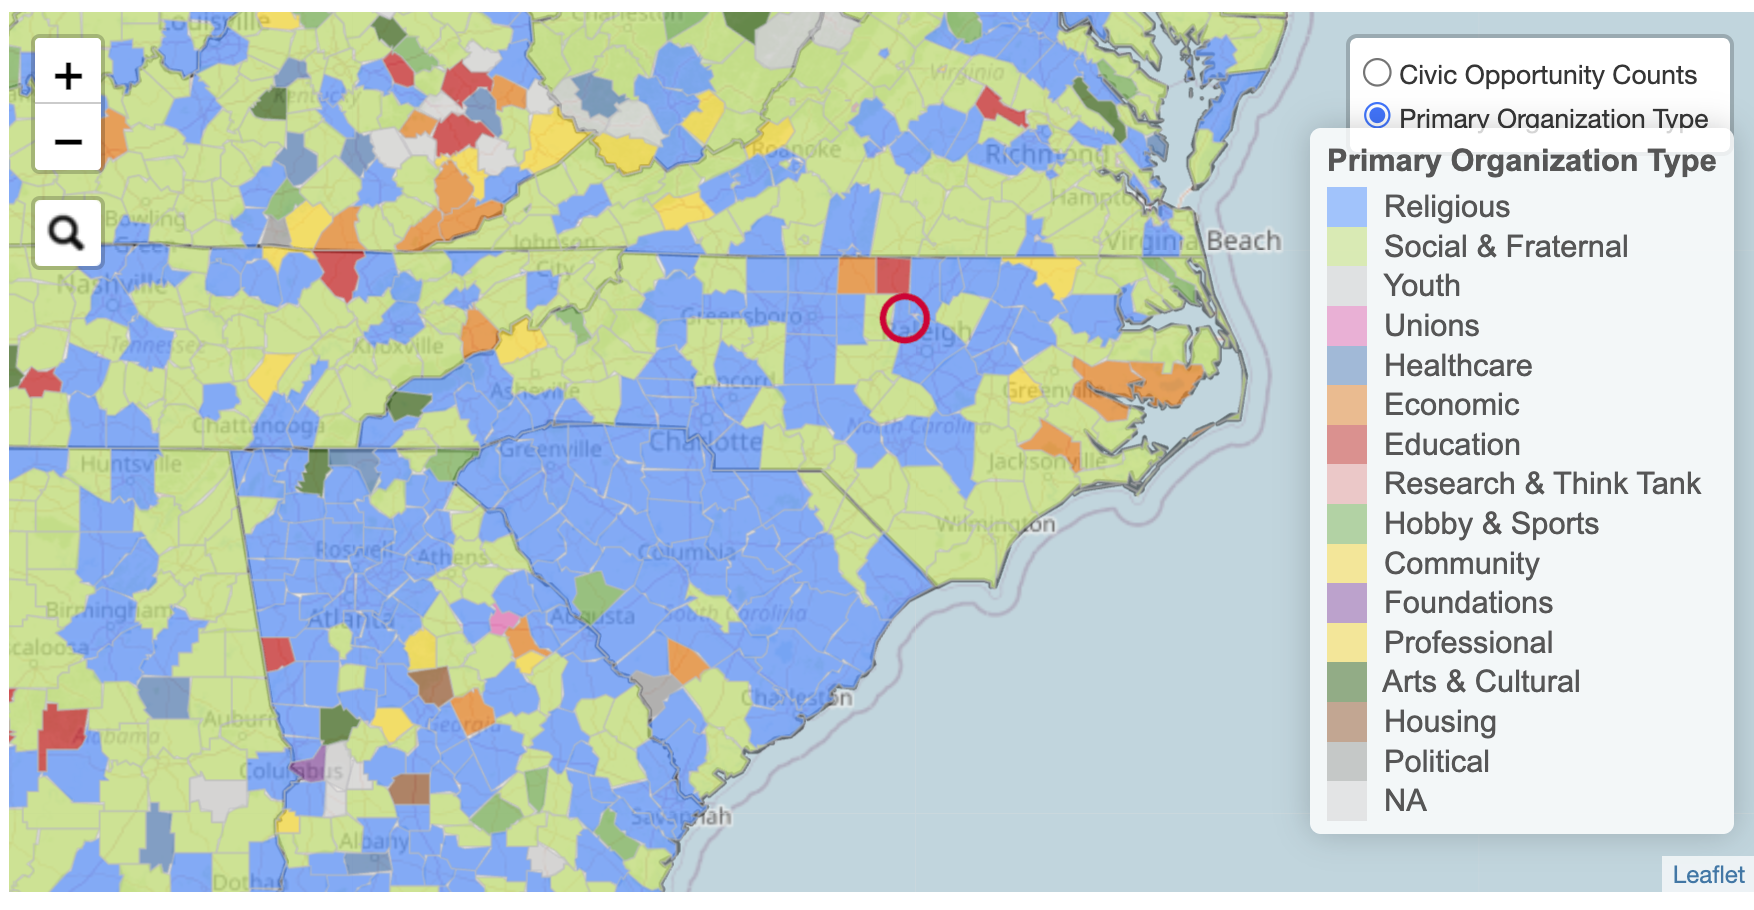 Louisville
Charleston
+
Civic Opportunity Counts
Virginia
Kentucky
Primary Organization Type
−
Roanoke
Richmond
Primary Organization Type
Hampton
Religious
Bowling
Green
Johnson
City
Virginia Beach
Social & Fraternal
Nashville
Youth
Greensboro
Raleigh
Unions
Tennessee
Knoxville
Healthcare
Concord
Asheville
Greenville
Economic
Chattanooga
North Carolina
Charlotte
Education
Huntsville
Greenville
Jacksonville
Research & Think Tank
Wilmington
Hobby & Sports
Roswell
Athens
Columbia
Community
Birmingham
Atlanta
Augusta
South Carolina
Foundations
caloosa
Professional
Arts & Cultural
Charleston
Auburn
Georgia
Housing
Alabama
Columbus
Political
Savannah
NA
Albany
Dothan
Leaflet